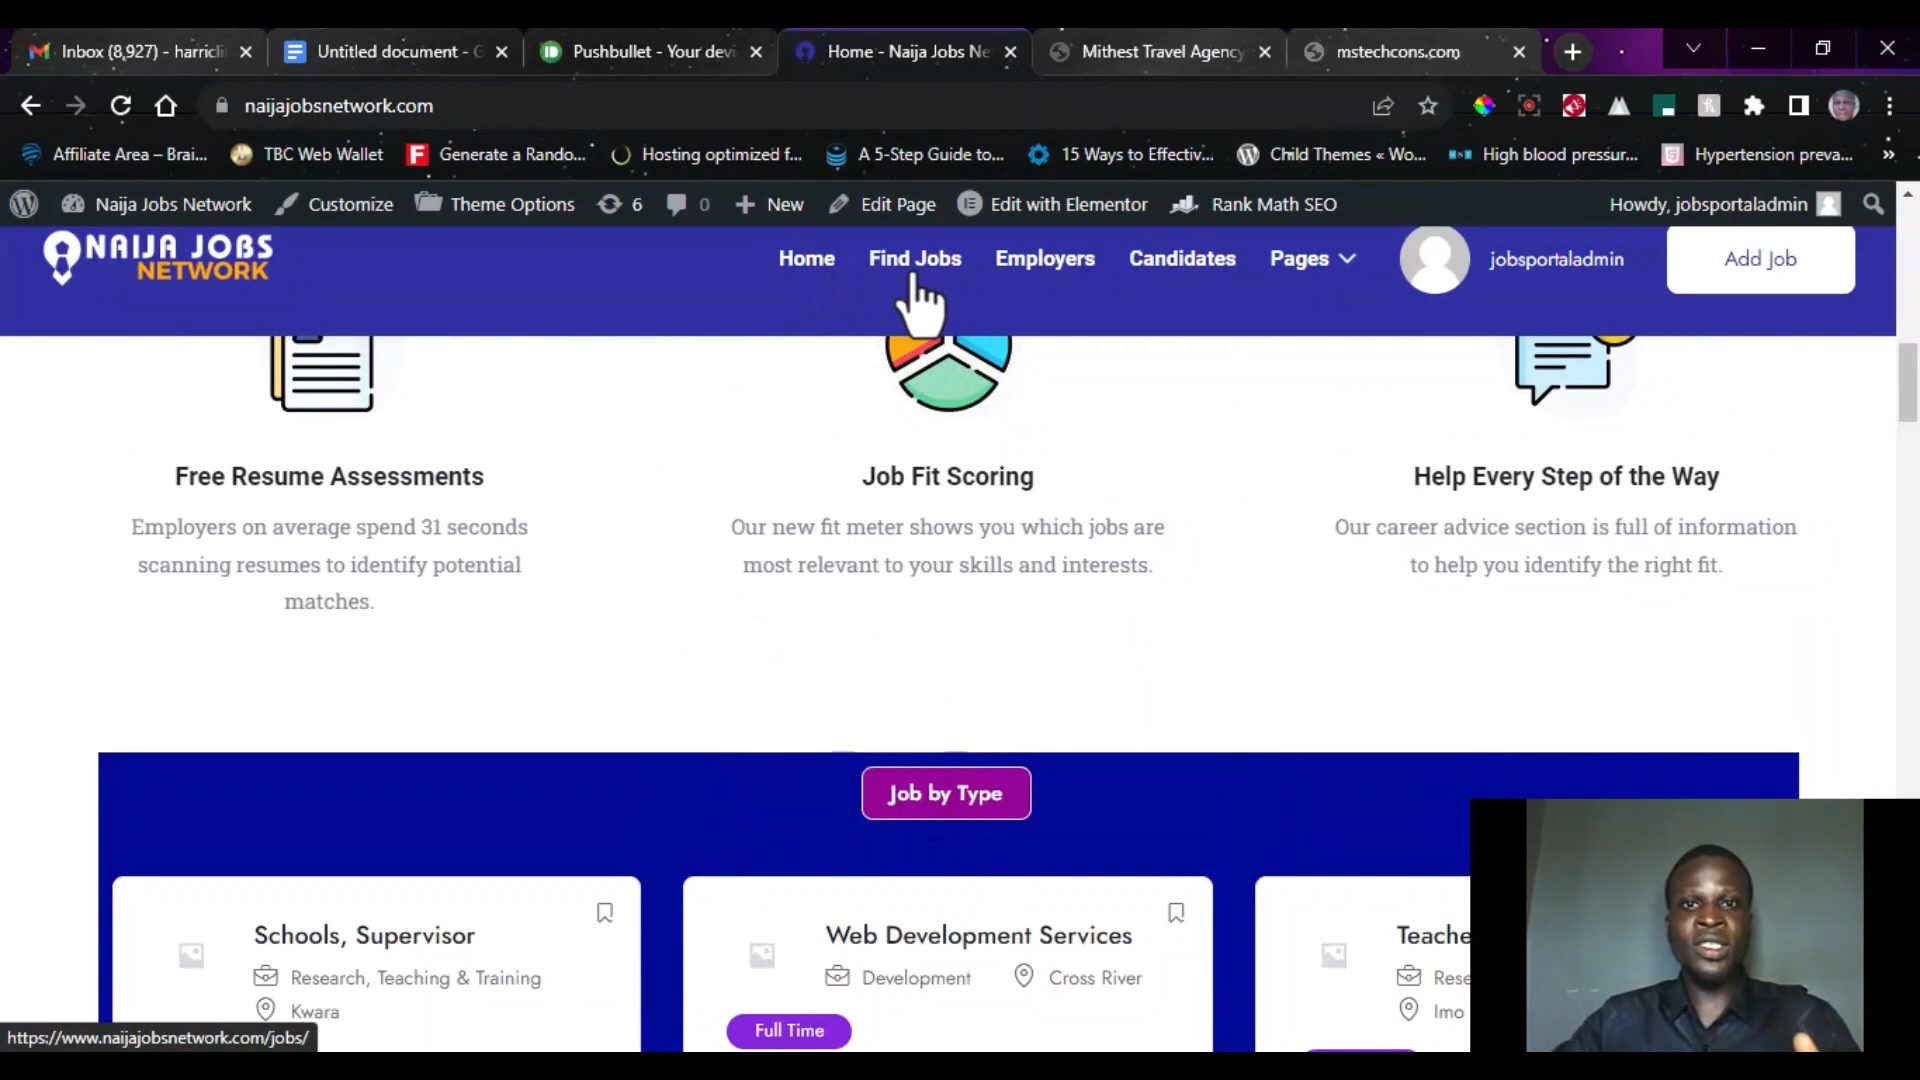 Inbox (8,927) - harricli
Untitled document - G
Pushbullet - Your devi
Home - Naija Jobs Ne
Mithest Travel Agency
mstechcons.com
naijajobsnetwork.com
Affiliate Area – Brai...
TBC Web Wallet
Generate a Rando...
Hosting optimized f...
A 5-Step Guide to...
15 Ways to Effectiv...
Child Themes « Wo...
High blood pressur...
Hypertension preva...
Naija Jobs Network
Customize
Theme Options
6
0
New
Edit Page
Edit with Elementor
Rank Math SEO
Howdy, jobsportaladmin
NAIJA JOBS
NETWORK
Home
Find Jobs
Employers
Candidates
Pages
jobsportaladmin
Add Job
Free Resume Assessments
Employers on average spend 31 seconds
scanning resumes to identify potential
matches.
Job Fit Scoring
Our new fit meter shows you which jobs are
most relevant to your skills and interests.
Help Every Step of the Way
Our career advice section is full of information
to help you identify the right fit.
Job by Type
Schools, Supervisor
Research, Teaching & Training
Kwara
Web Development Services
Development
Cross River
Full Time
Teache
Rese
Imo
https://www.naijajobsnetwork.com/jobs/